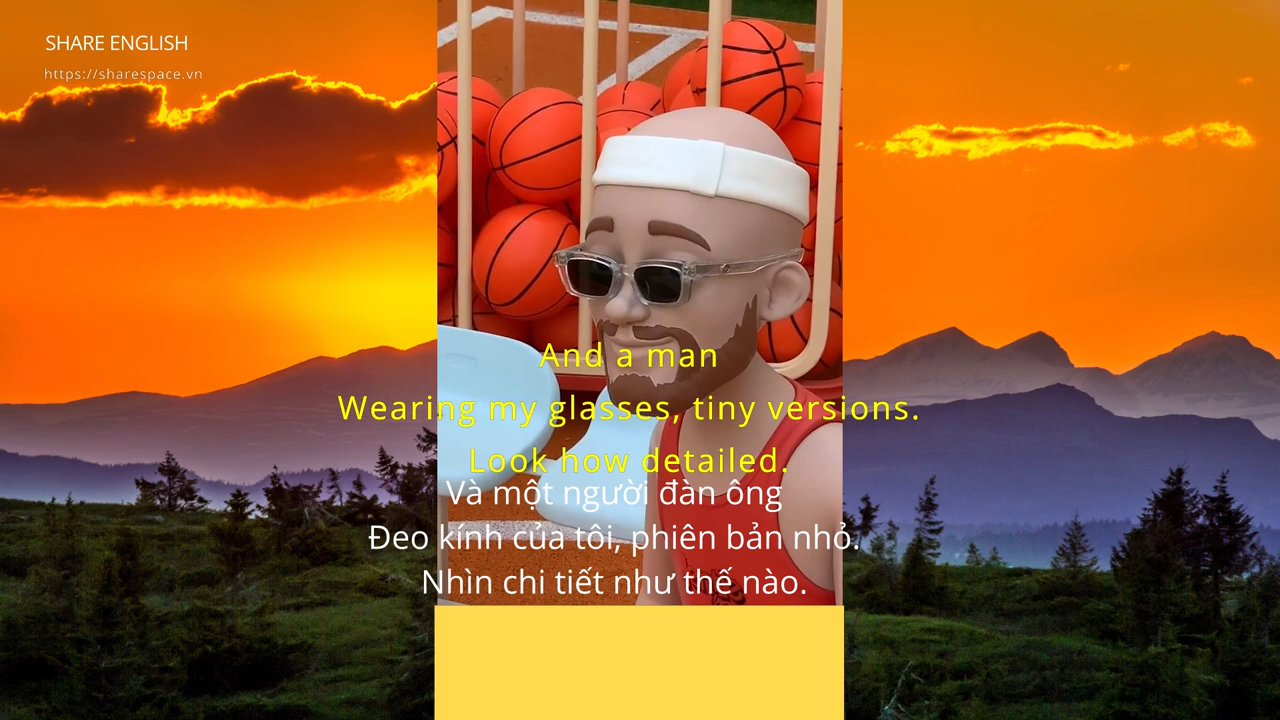 SHARE ENGLISH
https://sharespace.vn
And a man
Wearing my glasses, tiny versions.
Look how detailed.
Và một người đàn ông
Đeo kính của tôi, phiên bản nhỏ.
Nhìn chi tiết như thế nào.